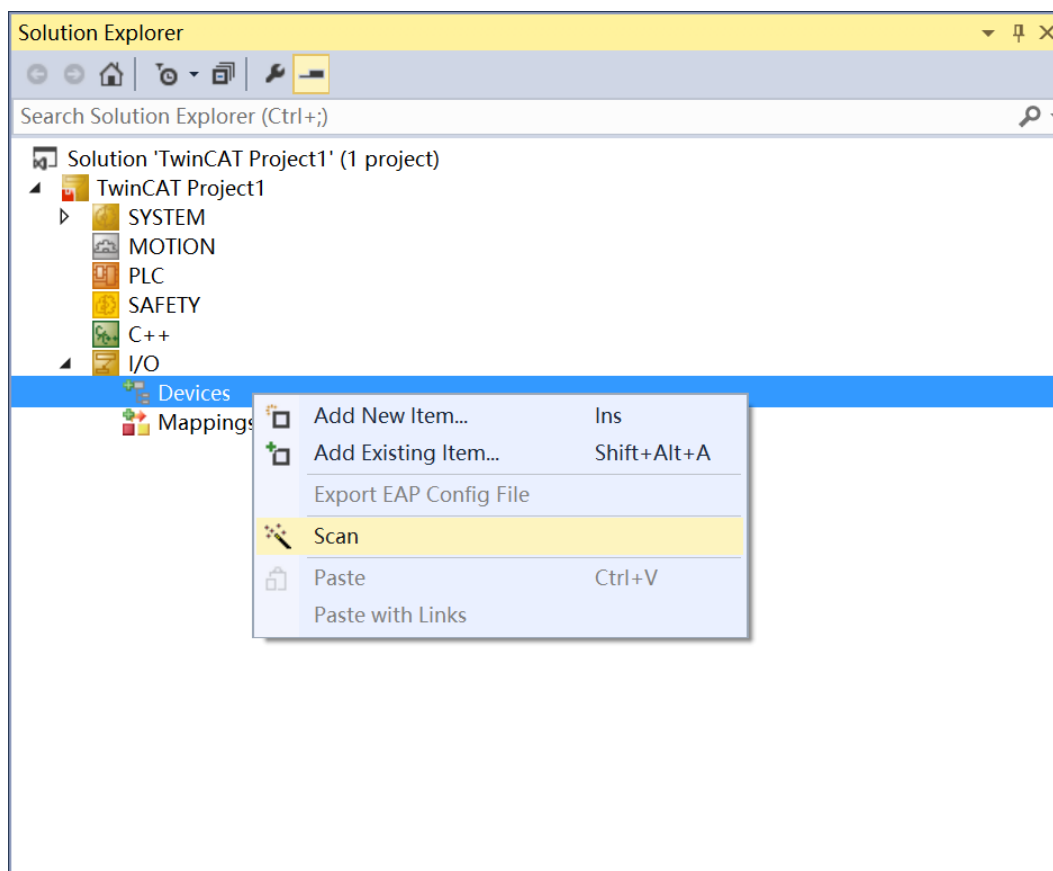 Solution Explorer
Search Solution Explorer (Ctrl+;)
Solution 'TwinCAT Project1' (1 project)
TwinCAT Project1
SYSTEM
MOTION
PLC
SAFETY
C++
I/O
Devices
Mappings
Add New Item... Ins
Add Existing Item... Shift+Alt+A
Export EAP Config File
Scan
Paste Ctrl+V
Paste with Links